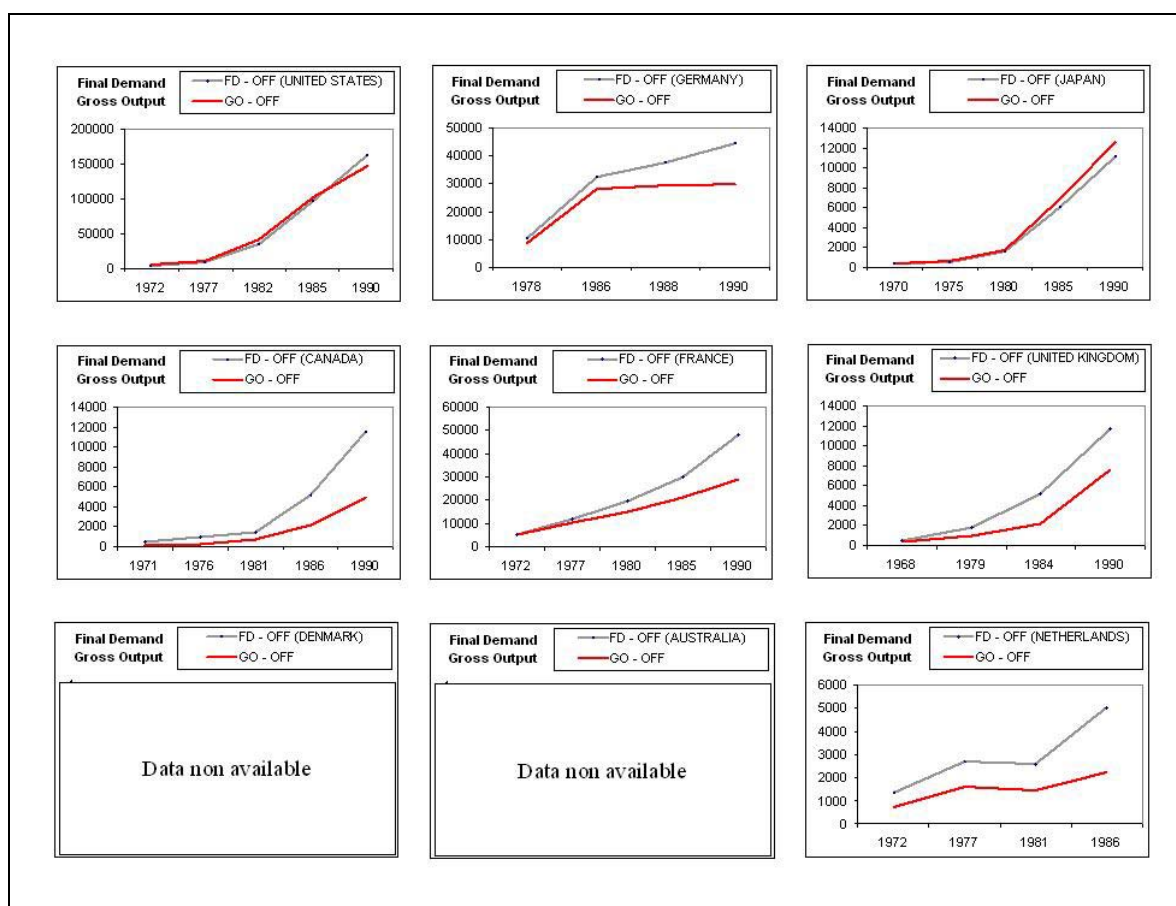 Final Demand
Gross Output
FD - OFF (UNITED STATES)
GO - OFF
200000
150000
100000
50000
0
1972 1977 1982 1985 1990
Final Demand
Gross Output
FD - OFF (GERMANY)
GO - OFF
50000
40000
30000
20000
10000
0
1978 1986 1988 1990
Final Demand
Gross Output
FD - OFF (JAPAN)
GO - OFF
14000
12000
10000
8000
6000
4000
2000
0
1970 1975 1980 1985 1990
Final Demand
Gross Output
FD - OFF (CANADA)
GO - OFF
14000
12000
10000
8000
6000
4000
2000
0
1971 1976 1981 1986 1990
Final Demand
Gross Output
FD - OFF (FRANCE)
GO - OFF
60000
50000
40000
30000
20000
10000
0
1972 1977 1980 1985 1990
Final Demand
Gross Output
FD - OFF (UNITED KINGDOM)
GO - OFF
14000
12000
10000
8000
6000
4000
2000
0
1968 1979 1984 1990
Final Demand
Gross Output
FD - OFF (DENMARK)
GO - OFF
Data non available
Final Demand
Gross Output
FD - OFF (AUSTRALIA)
GO - OFF
Data non available
Final Demand
Gross Output
FD - OFF (NETHERLANDS)
GO - OFF
6000
5000
4000
3000
2000
1000
0
1972 1977 1981 1986